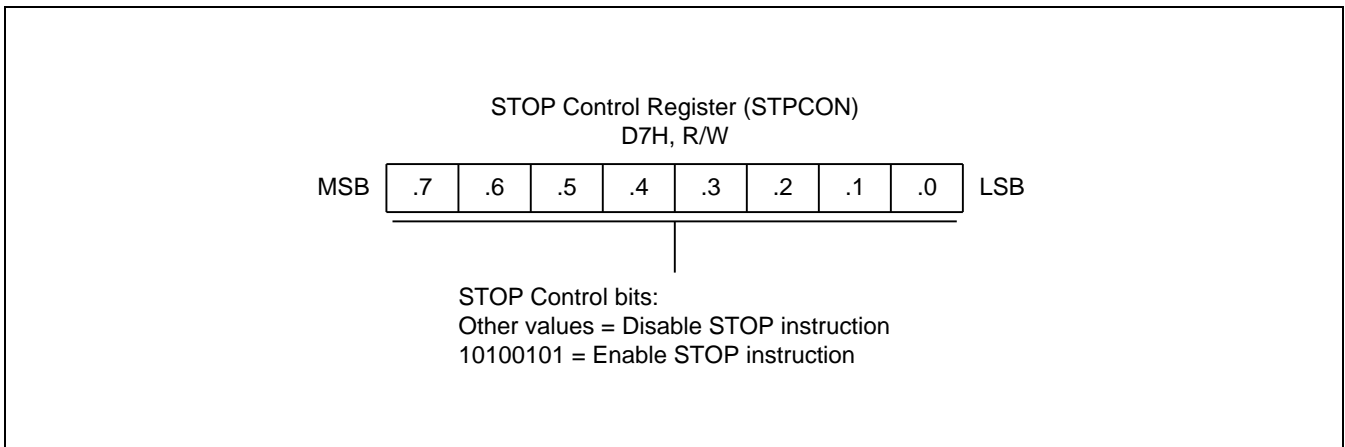 STOP Control Register (STPCON)
D7H, R/W
MSB .7 .6 .5 .4 .3 .2 .1 .0 LSB
STOP Control bits:
Other values = Disable STOP instruction
10100101 = Enable STOP instruction